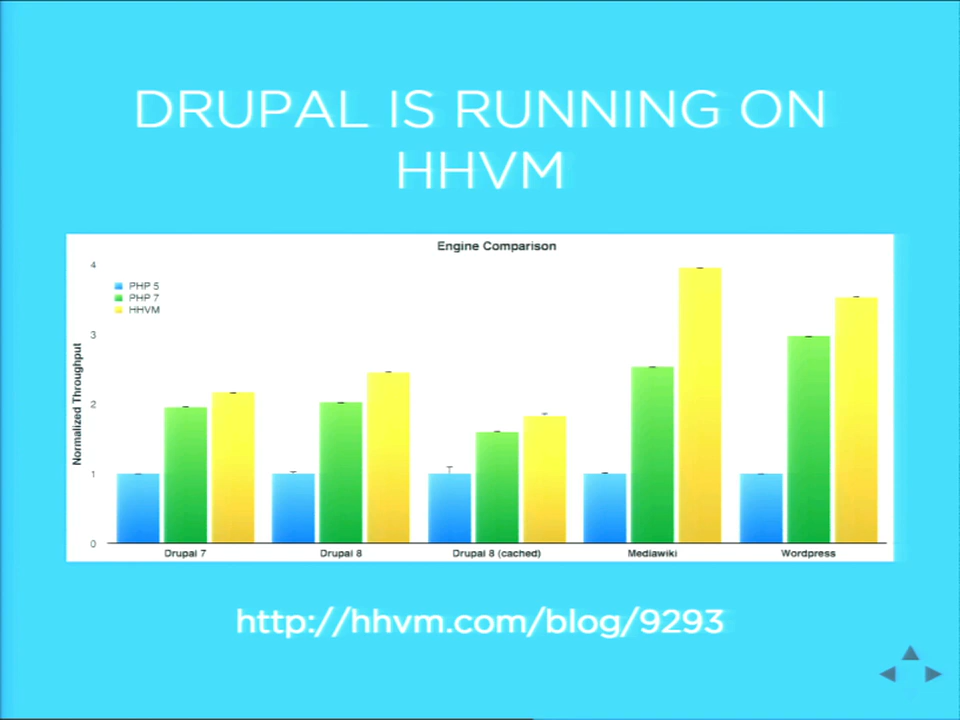 DRUPAL IS RUNNING ON
HHVM
Engine Comparison
4
3
2
1
0
Normalized Throughput
PHP 5
PHP 7
HHVM
Drupal 7
Drupal 8
Drupal 8 (cached)
Mediawiki
Wordpress
http://hhvm.com/blog/9293